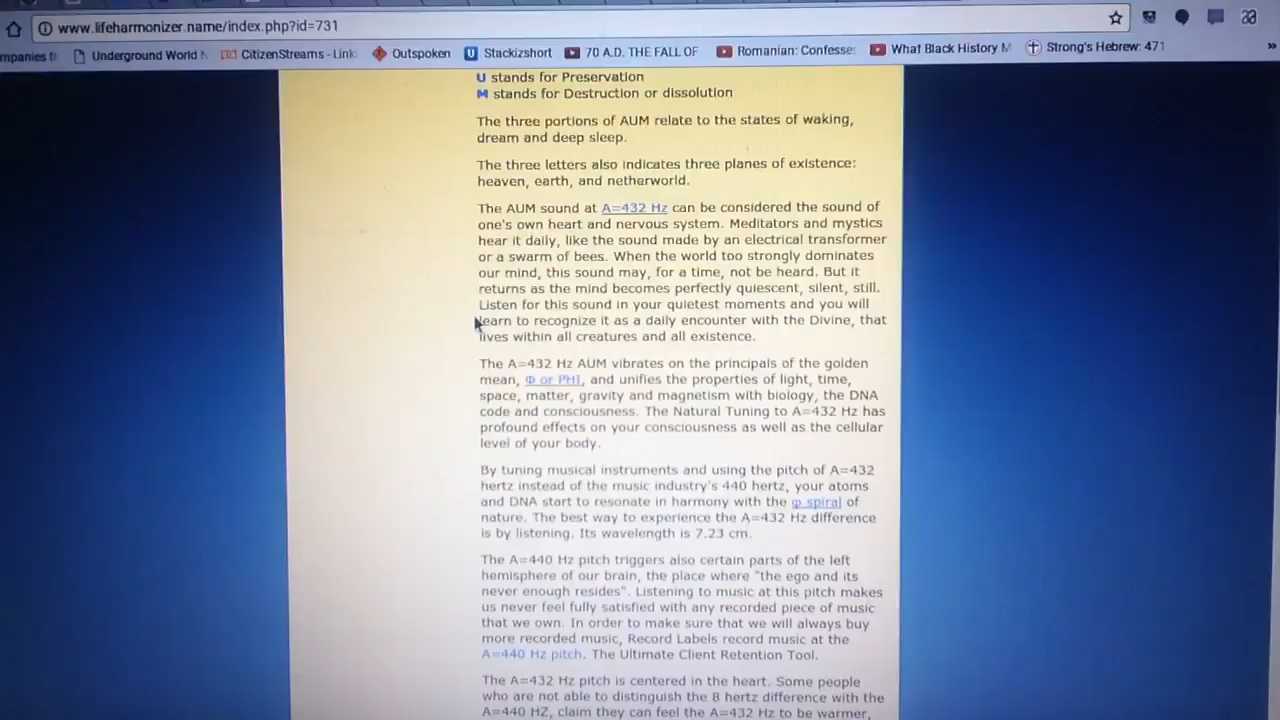 www.lifeharmonizer.name/index.php?id=731
Underground World N CitizenStreams - Link Outspoken Stackizshort 70 A.D. THE FALL OF Romanian: Confesse What Black History M Strong's Hebrew: 471 »
U stands for Preservation
M stands for Destruction or dissolution
The three portions of AUM relate to the states of waking,
dream and deep sleep.
The three letters also indicates three planes of existence:
heaven, earth, and netherworld.
The AUM sound at A=432 Hz can be considered the sound of
one's own heart and nervous system. Meditators and mystics
hear it daily, like the sound made by an electrical transformer
or a swarm of bees. When the world too strongly dominates
our mind, this sound may, for a time, not be heard. But it
returns as the mind becomes perfectly quiescent, silent, still.
Listen for this sound in your quietest moments and you will
learn to recognize it as a daily encounter with the Divine, that
lives within all creatures and all existence.
The A=432 Hz AUM vibrates on the principals of the golden
mean, Φ or PHI, and unifies the properties of light, time,
space, matter, gravity and magnetism with biology, the DNA
code and consciousness. The Natural Tuning to A=432 Hz has
profound effects on your consciousness as well as the cellular
level of your body.
By tuning musical instruments and using the pitch of A=432
hertz instead of the music industry's 440 hertz, your atoms
and DNA start to resonate in harmony with the φ spiral of
nature. The best way to experience the A=432 Hz difference
is by listening. Its wavelength is 7.23 cm.
The A=440 Hz pitch triggers also certain parts of the left
hemisphere of our brain, the place where "the ego and its
never enough resides". Listening to music at this pitch makes
us never feel fully satisfied with any recorded piece of music
that we own. In order to make sure that we will always buy
more recorded music, Record Labels record music at the
A=440 Hz pitch. The Ultimate Client Retention Tool.
The A=432 Hz pitch is centered in the heart. Some people
who are not able to distinguish the 8 hertz difference with the
A=440 HZ, claim they can feel the A=432 Hz to be warmer,